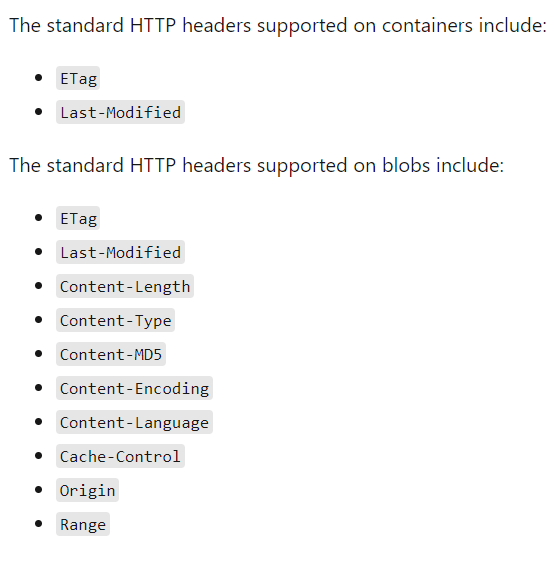 The standard HTTP headers supported on containers include:
ETag
Last-Modified
The standard HTTP headers supported on blobs include:
ETag
Last-Modified
Content-Length
Content-Type
Content-MD5
Content-Encoding
Content-Language
Cache-Control
Origin
Range